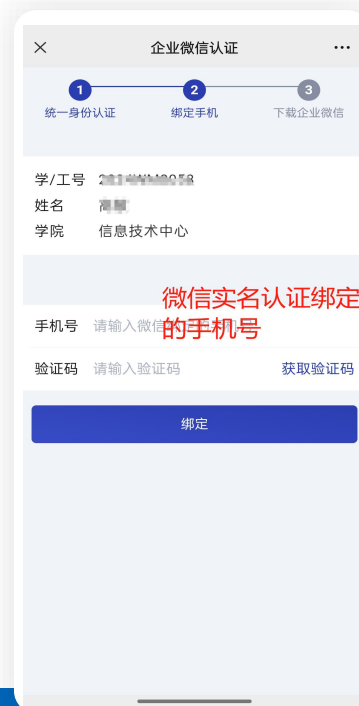 企业微信认证
1 2 3
统一身份认证 绑定手机 下载企业微信
学/工号
姓名
学院 信息技术中心
微信实名认证绑定
的手机号
手机号 请输入微信
验证码 请输入验证码 获取验证码
绑定